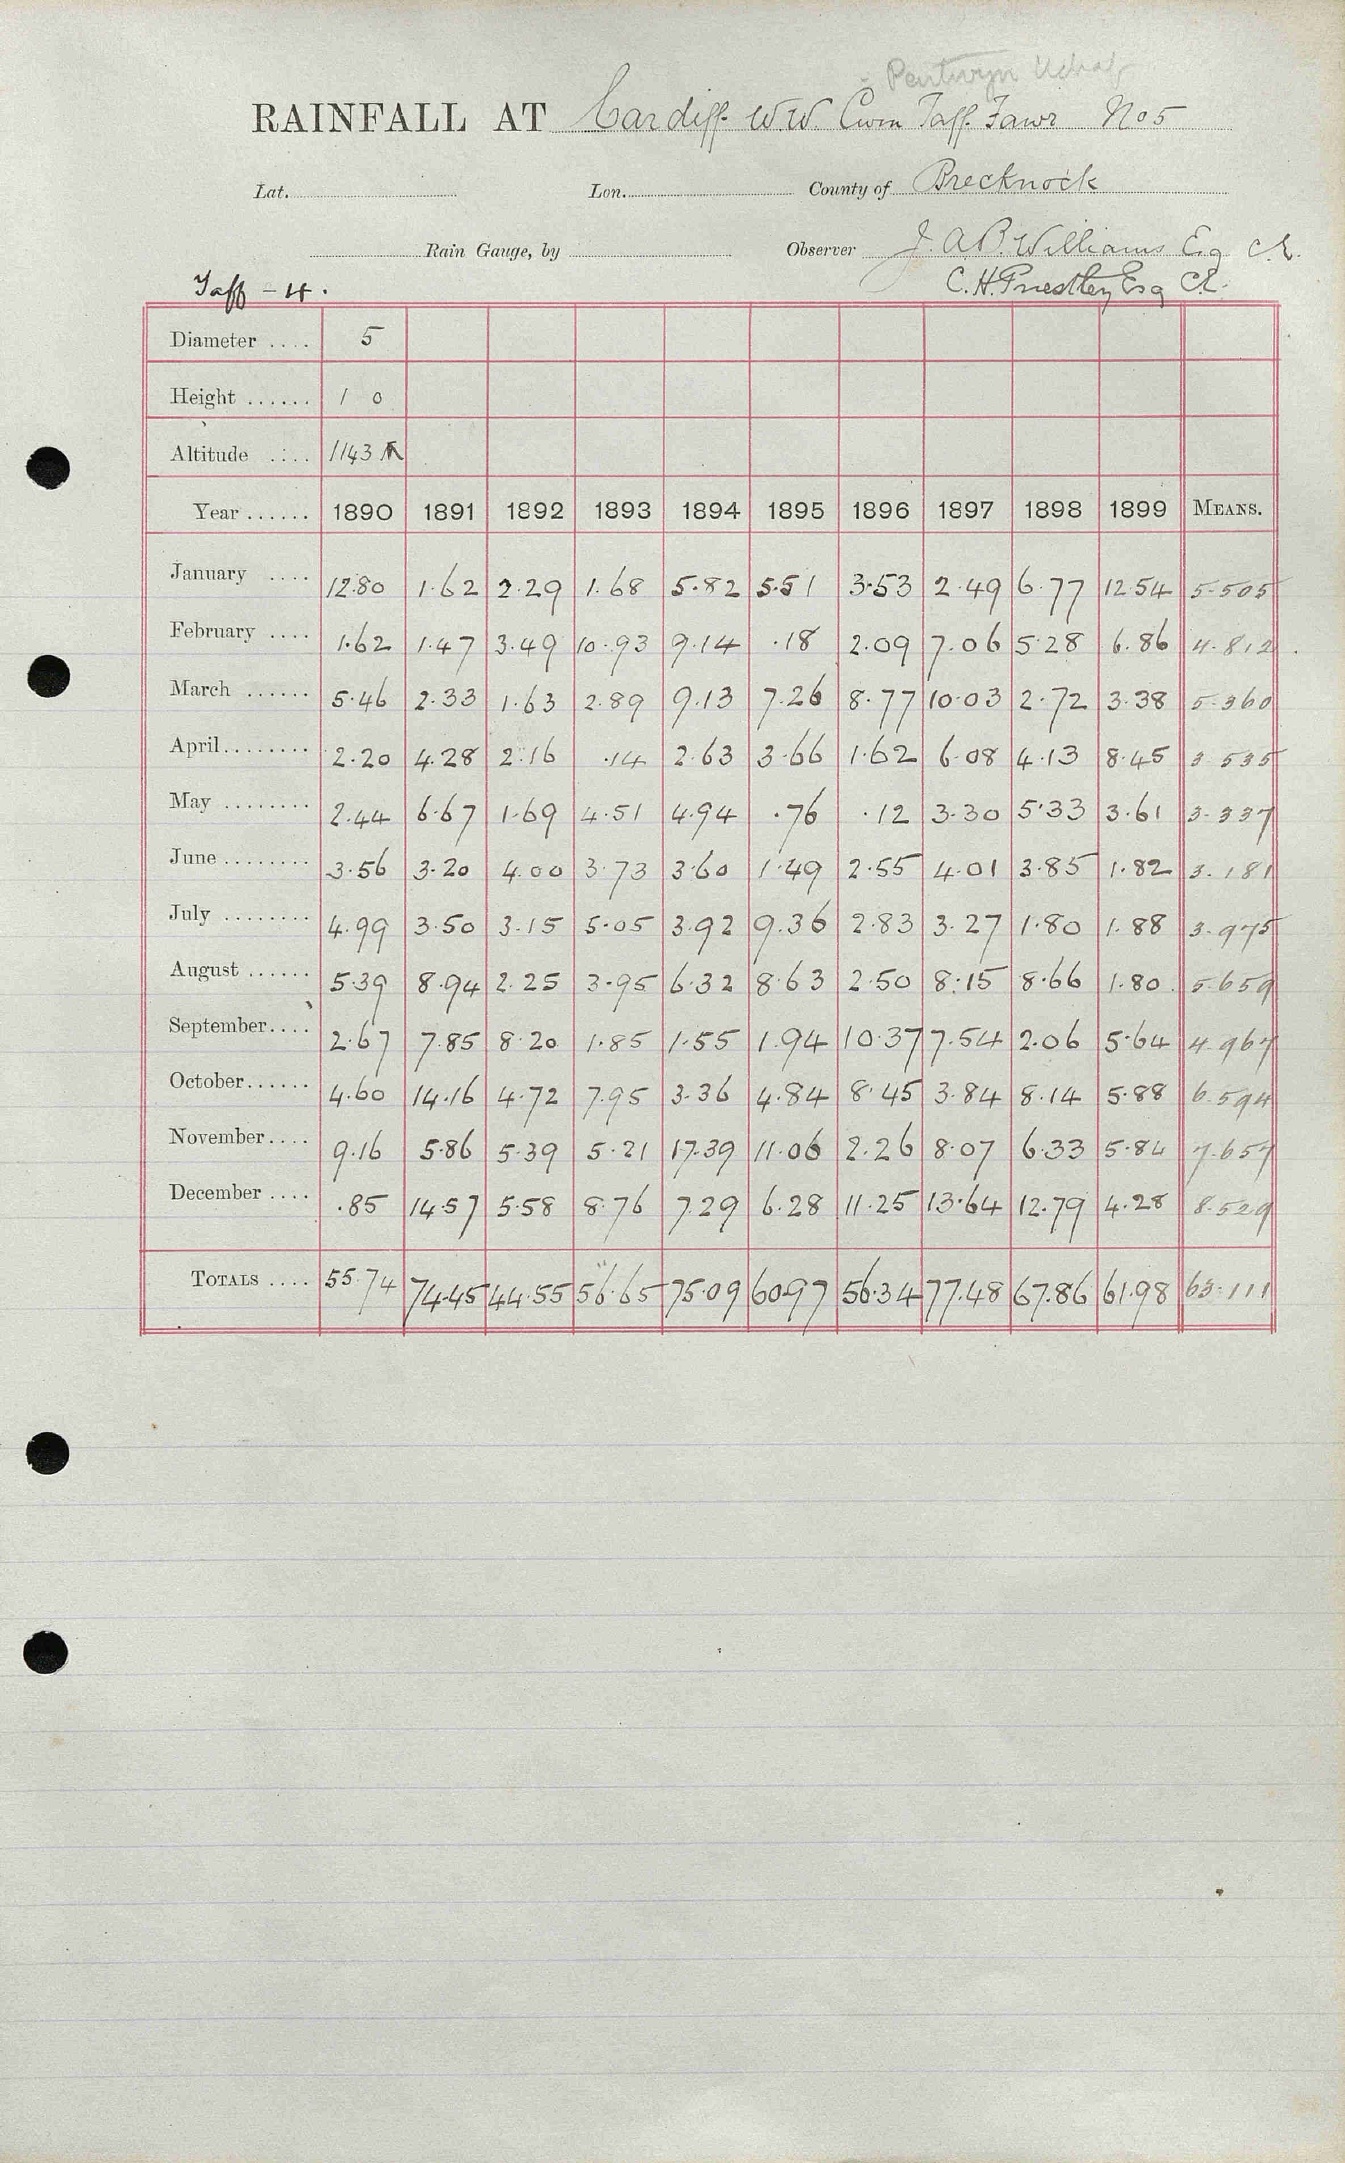 Pentwyn Uchaf
RAINFALL AT Cardiff W.W. Cwm Taff Fawr No 5
Lat. Lon. County of Brecknock
Rain Gauge, by Observer J. A. B. Williams Esq C.E.
Taff - 4. C. H. Priestley Esq CE.
Diameter .... 5
Height ...... 1 0
Altitude .... 1143 ft
Year ...... 1890 1891 1892 1893 1894 1895 1896 1897 1898 1899 MEANS.
January .... 12.80 1.62 2.29 1.68 5.82 5.51 3.53 2.49 6.77 12.54 5.505
February .... 1.62 1.47 3.49 10.93 9.14 .18 2.09 7.06 5.28 6.86 4.812
March ...... 5.46 2.33 1.63 2.89 9.13 7.26 8.77 10.03 2.72 3.38 5.360
April........ 2.20 4.28 2.16 .14 2.63 3.66 1.62 6.08 4.13 8.45 3.535
May ........ 2.44 6.67 1.69 4.51 4.94 .76 .12 3.30 5.33 3.61 3.337
June ........ 3.56 3.20 4.00 3.73 3.60 1.49 2.55 4.01 3.85 1.82 3.181
July ........ 4.99 3.50 3.15 5.05 3.92 9.36 2.83 3.27 1.80 1.88 3.975
August ...... 5.39 8.94 2.25 3.95 6.32 8.63 2.50 8.15 8.66 1.80 5.659
September.... 2.67 7.85 8.20 1.85 1.55 1.94 10.37 7.54 2.06 5.64 4.967
October...... 4.60 14.16 4.72 7.95 3.36 4.84 8.45 3.84 8.14 5.88 6.594
November.... 9.16 5.86 5.39 5.21 17.39 11.06 2.26 8.07 6.33 5.84 7.657
December .... .85 14.57 5.58 8.76 7.29 6.28 11.25 13.64 12.79 4.28 8.529
TOTALS .... 55.74 74.45 44.55 56.65 75.09 60.97 56.34 77.48 67.86 61.98 63.111